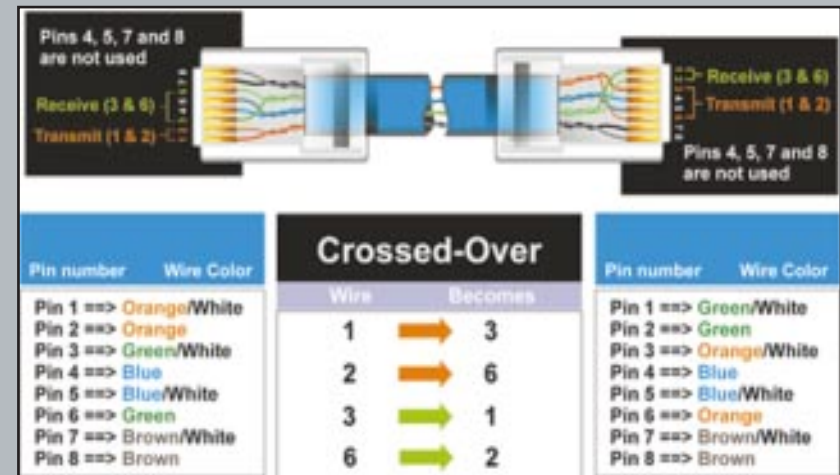 Pins 4, 5, 7 and 8
are not used
Receive (3 & 6)
Transmit (1 & 2)
Receive (3 & 6)
Transmit (1 & 2)
Pins 4, 5, 7 and 8
are not used
Pin number Wire Color
Pin 1 ==> Orange/White
Pin 2 ==> Orange
Pin 3 ==> Green/White
Pin 4 ==> Blue
Pin 5 ==> Blue/White
Pin 6 ==> Green
Pin 7 ==> Brown/White
Pin 8 ==> Brown
Crossed-Over
Wire Becomes
1 3
2 6
3 1
6 2
Pin number Wire Color
Pin 1 ==> Green/White
Pin 2 ==> Green
Pin 3 ==> Orange/White
Pin 4 ==> Blue
Pin 5 ==> Blue/White
Pin 6 ==> Orange
Pin 7 ==> Brown/White
Pin 8 ==> Brown